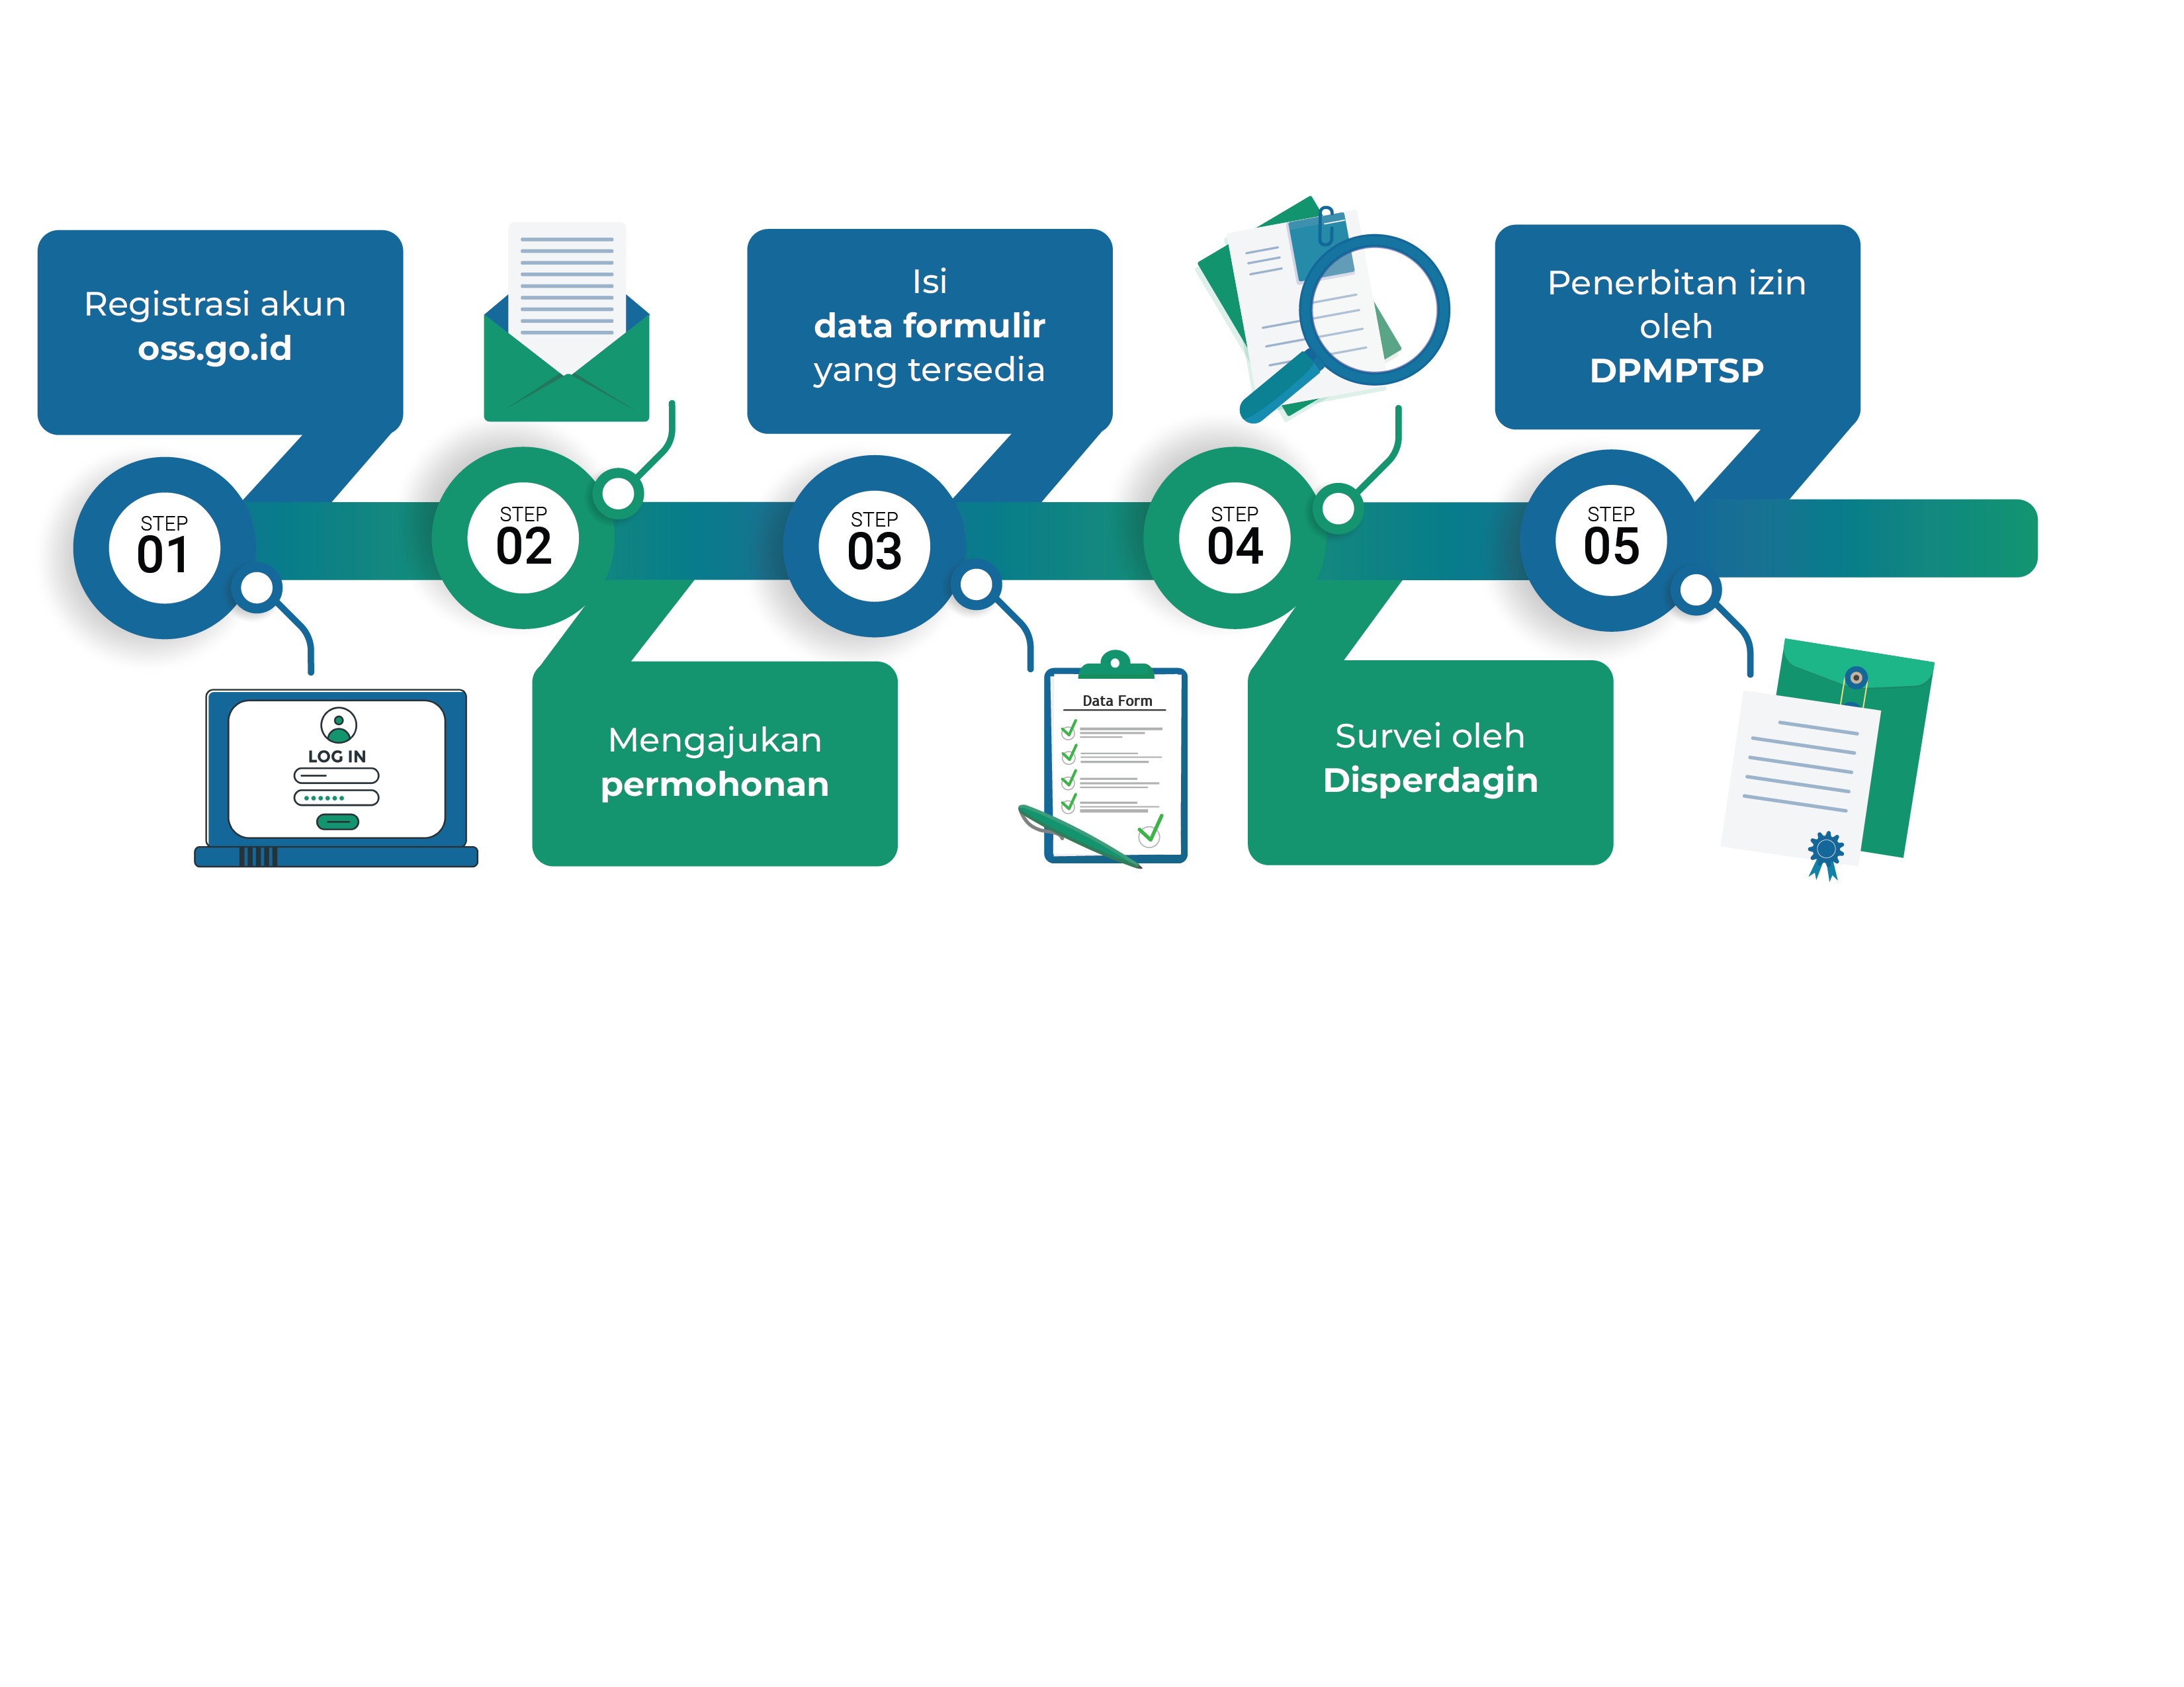 Registrasi akun
oss.go.id
STEP
01
LOG IN
STEP
02
Mengajukan
permohonan
Isi
data formulir
yang tersedia
STEP
03
Data Form
STEP
04
Survei oleh
Disperdagin
Penerbitan izin
oleh
DPMPTSP
STEP
05